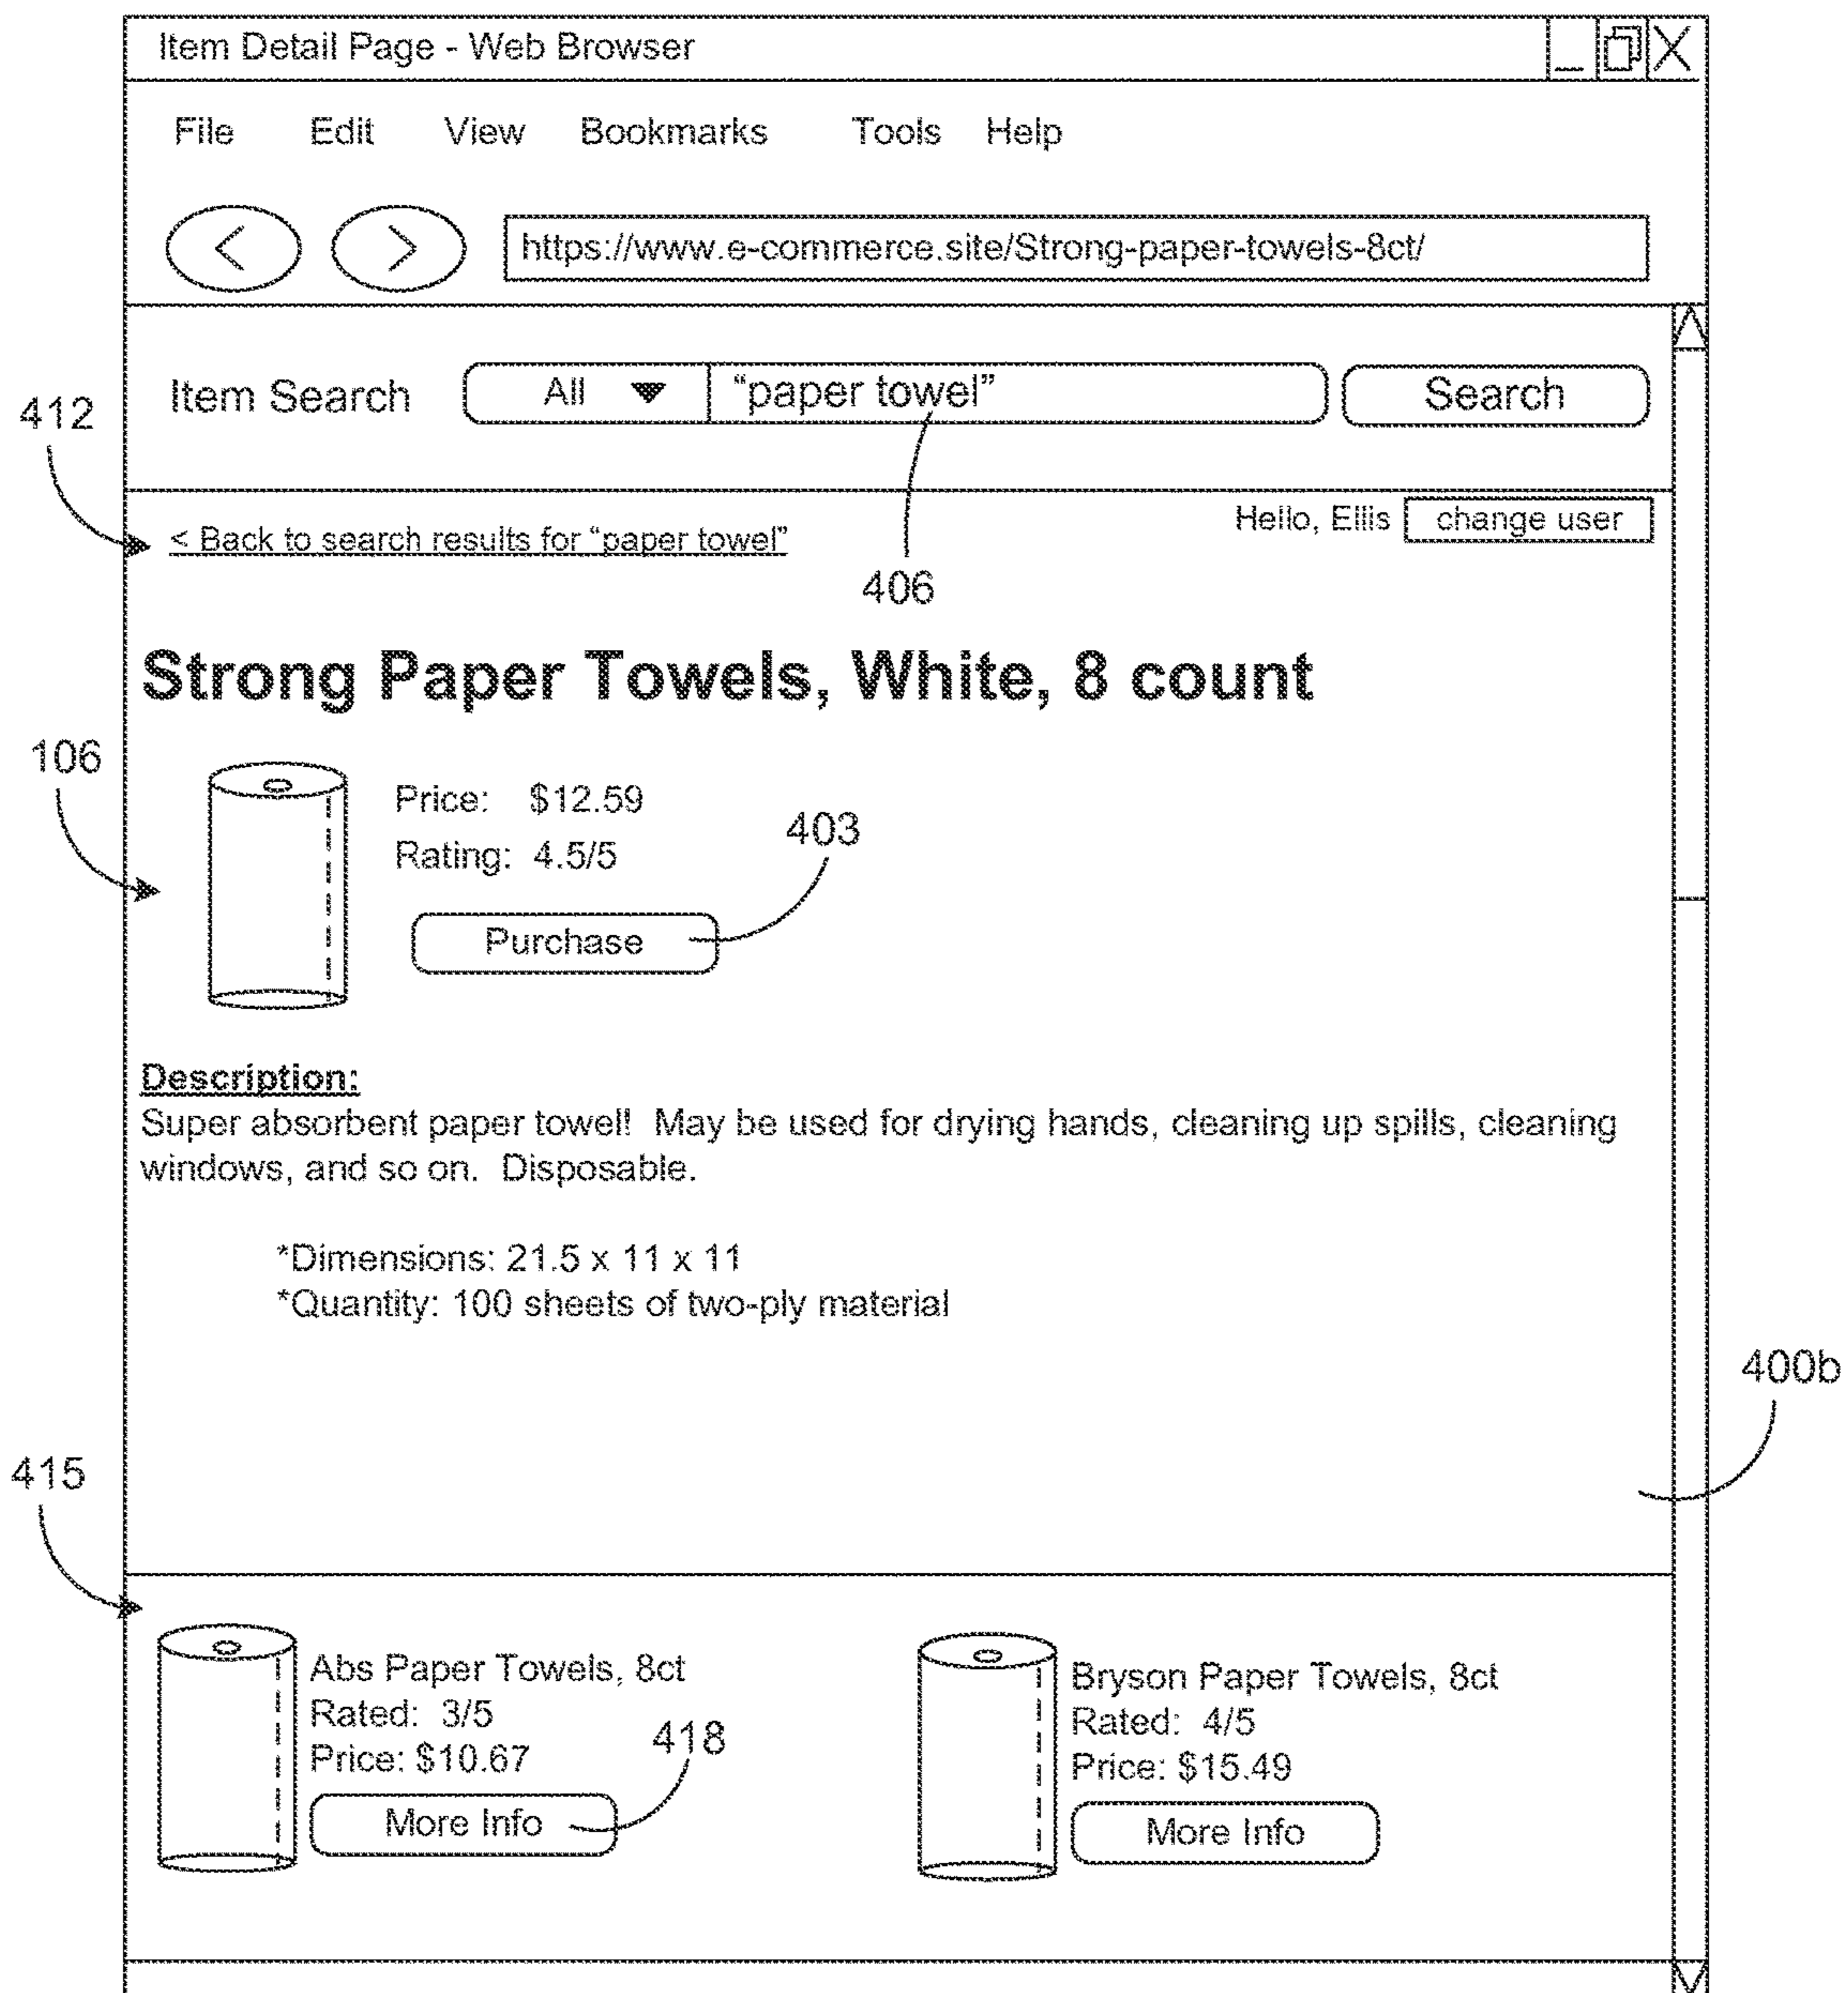 Item Detail Page - Web Browser
File Edit View Bookmarks Tools Help
< > https://www.e-commerce.site/Strong-paper-towels-8ct/
Item Search All "paper towel" Search
412
< Back to search results for "paper towel" Hello, Ellis change user
406
Strong Paper Towels, White, 8 count
106
Price: $12.59
403
Rating: 4.5/5
Purchase
Description:
Super absorbent paper towel! May be used for drying hands, cleaning up spills, cleaning
windows, and so on. Disposable.
*Dimensions: 21.5 x 11 x 11
*Quantity: 100 sheets of two-ply material
400b
415
Abs Paper Towels, 8ct
Rated: 3/5
Price: $10.67
418
More Info
Bryson Paper Towels, 8ct
Rated: 4/5
Price: $15.49
More Info